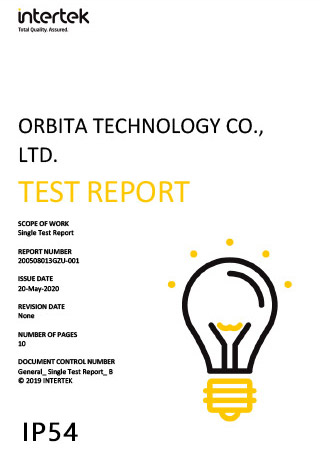 intertek
Total Quality. Assured.
ORBITA TECHNOLOGY CO.,
LTD.
TEST REPORT
SCOPE OF WORK
Single Test Report
REPORT NUMBER
200508013GZU-001
ISSUE DATE
20-May-2020
REVISION DATE
None
NUMBER OF PAGES
10
DOCUMENT CONTROL NUMBER
General_ Single Test Report_ B
© 2019 INTERTEK
IP54